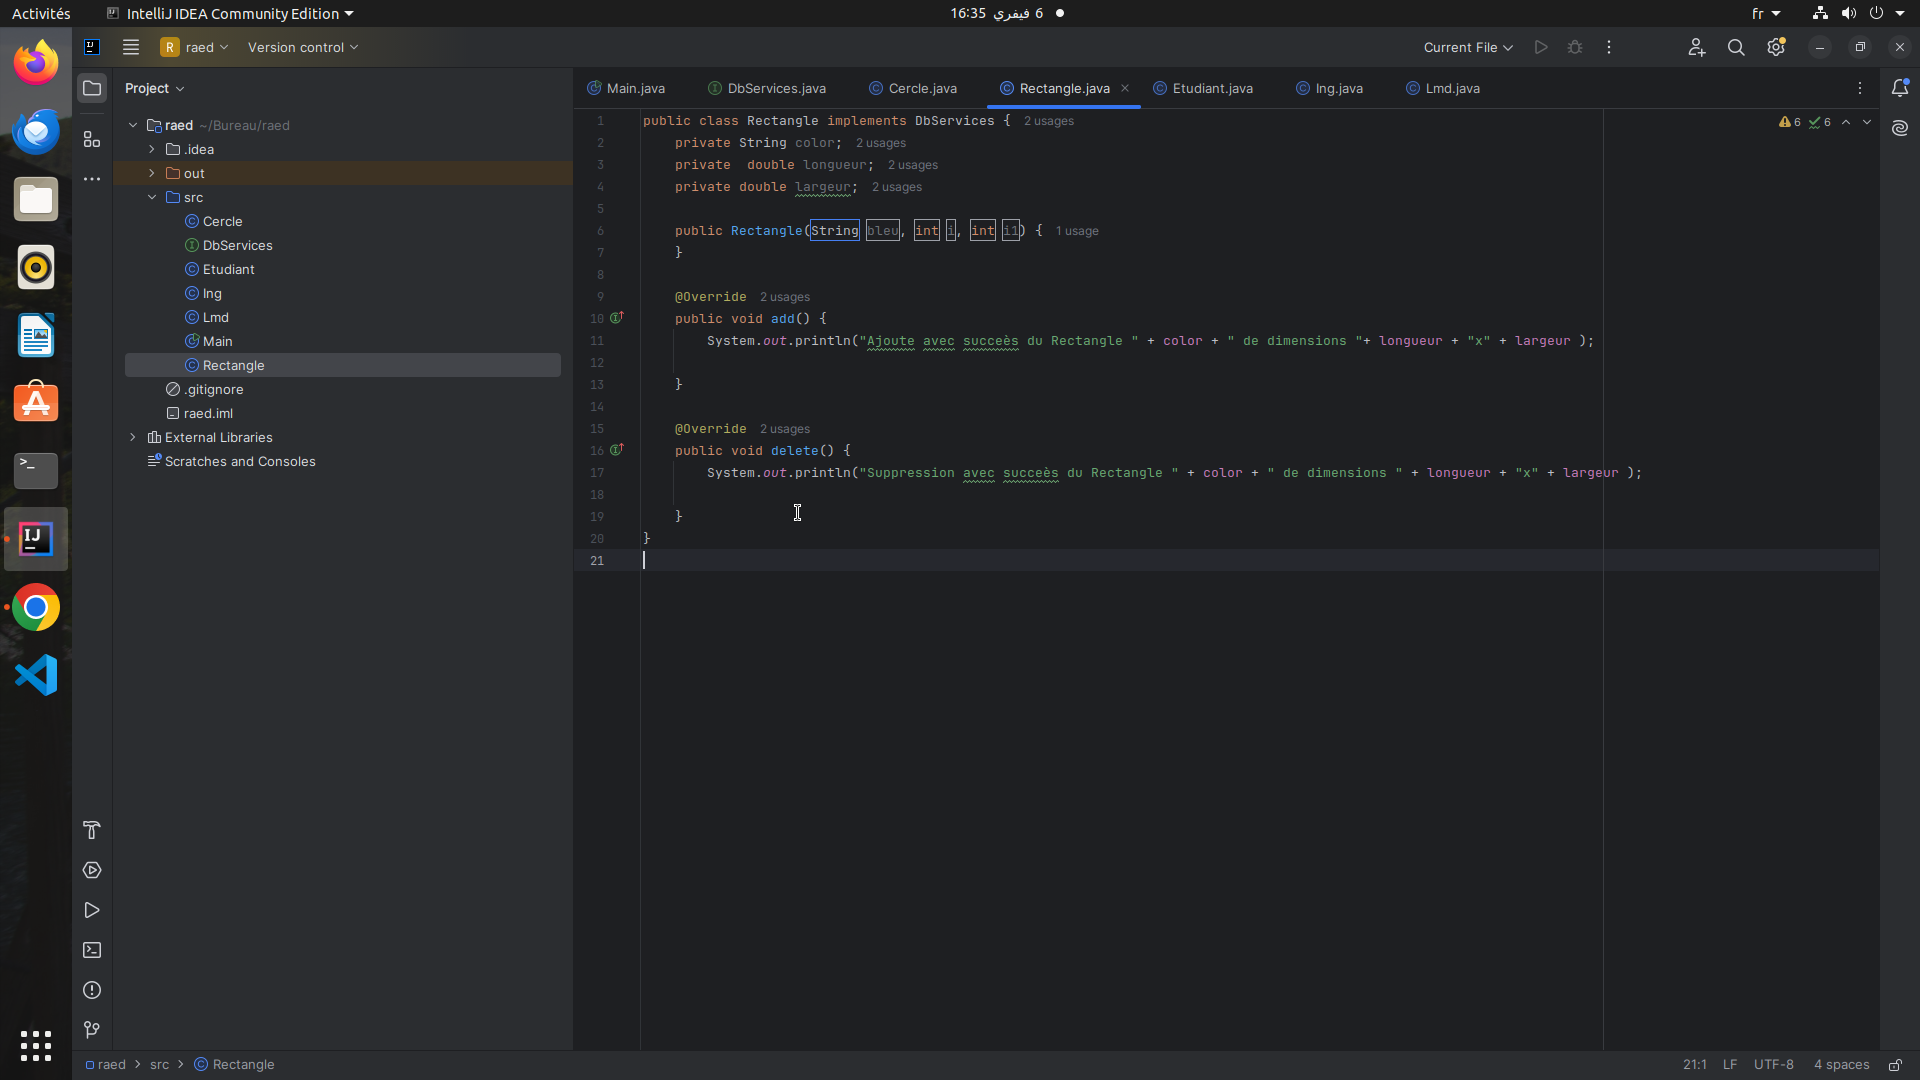 Activités
IntelliJ IDEA Community Edition
6 فيفري 16:35
fr
R raed
Version control
Current File
Project
Main.java
DbServices.java
Cercle.java
Rectangle.java
Etudiant.java
Ing.java
Lmd.java
raed ~/Bureau/raed
.idea
out
src
Cercle
DbServices
Etudiant
Ing
Lmd
Main
Rectangle
.gitignore
raed.iml
External Libraries
Scratches and Consoles
6 6
1 public class Rectangle implements DbServices { 2 usages
2 private String color; 2 usages
3 private  double longueur; 2 usages
4 private double largeur; 2 usages
5
6 public Rectangle(String bleu, int i, int i1) { 1 usage
7 }
8
9 @Override 2 usages
10 public void add() {
11 System.out.println("Ajoute avec succeès du Rectangle " + color + " de dimensions "+ longueur + "x" + largeur );
12
13 }
14
15 @Override 2 usages
16 public void delete() {
17 System.out.println("Suppression avec succeès du Rectangle " + color + " de dimensions " + longueur + "x" + largeur );
18
19 }
20 }
21
raed > src > Rectangle
21:1 LF UTF-8 4 spaces